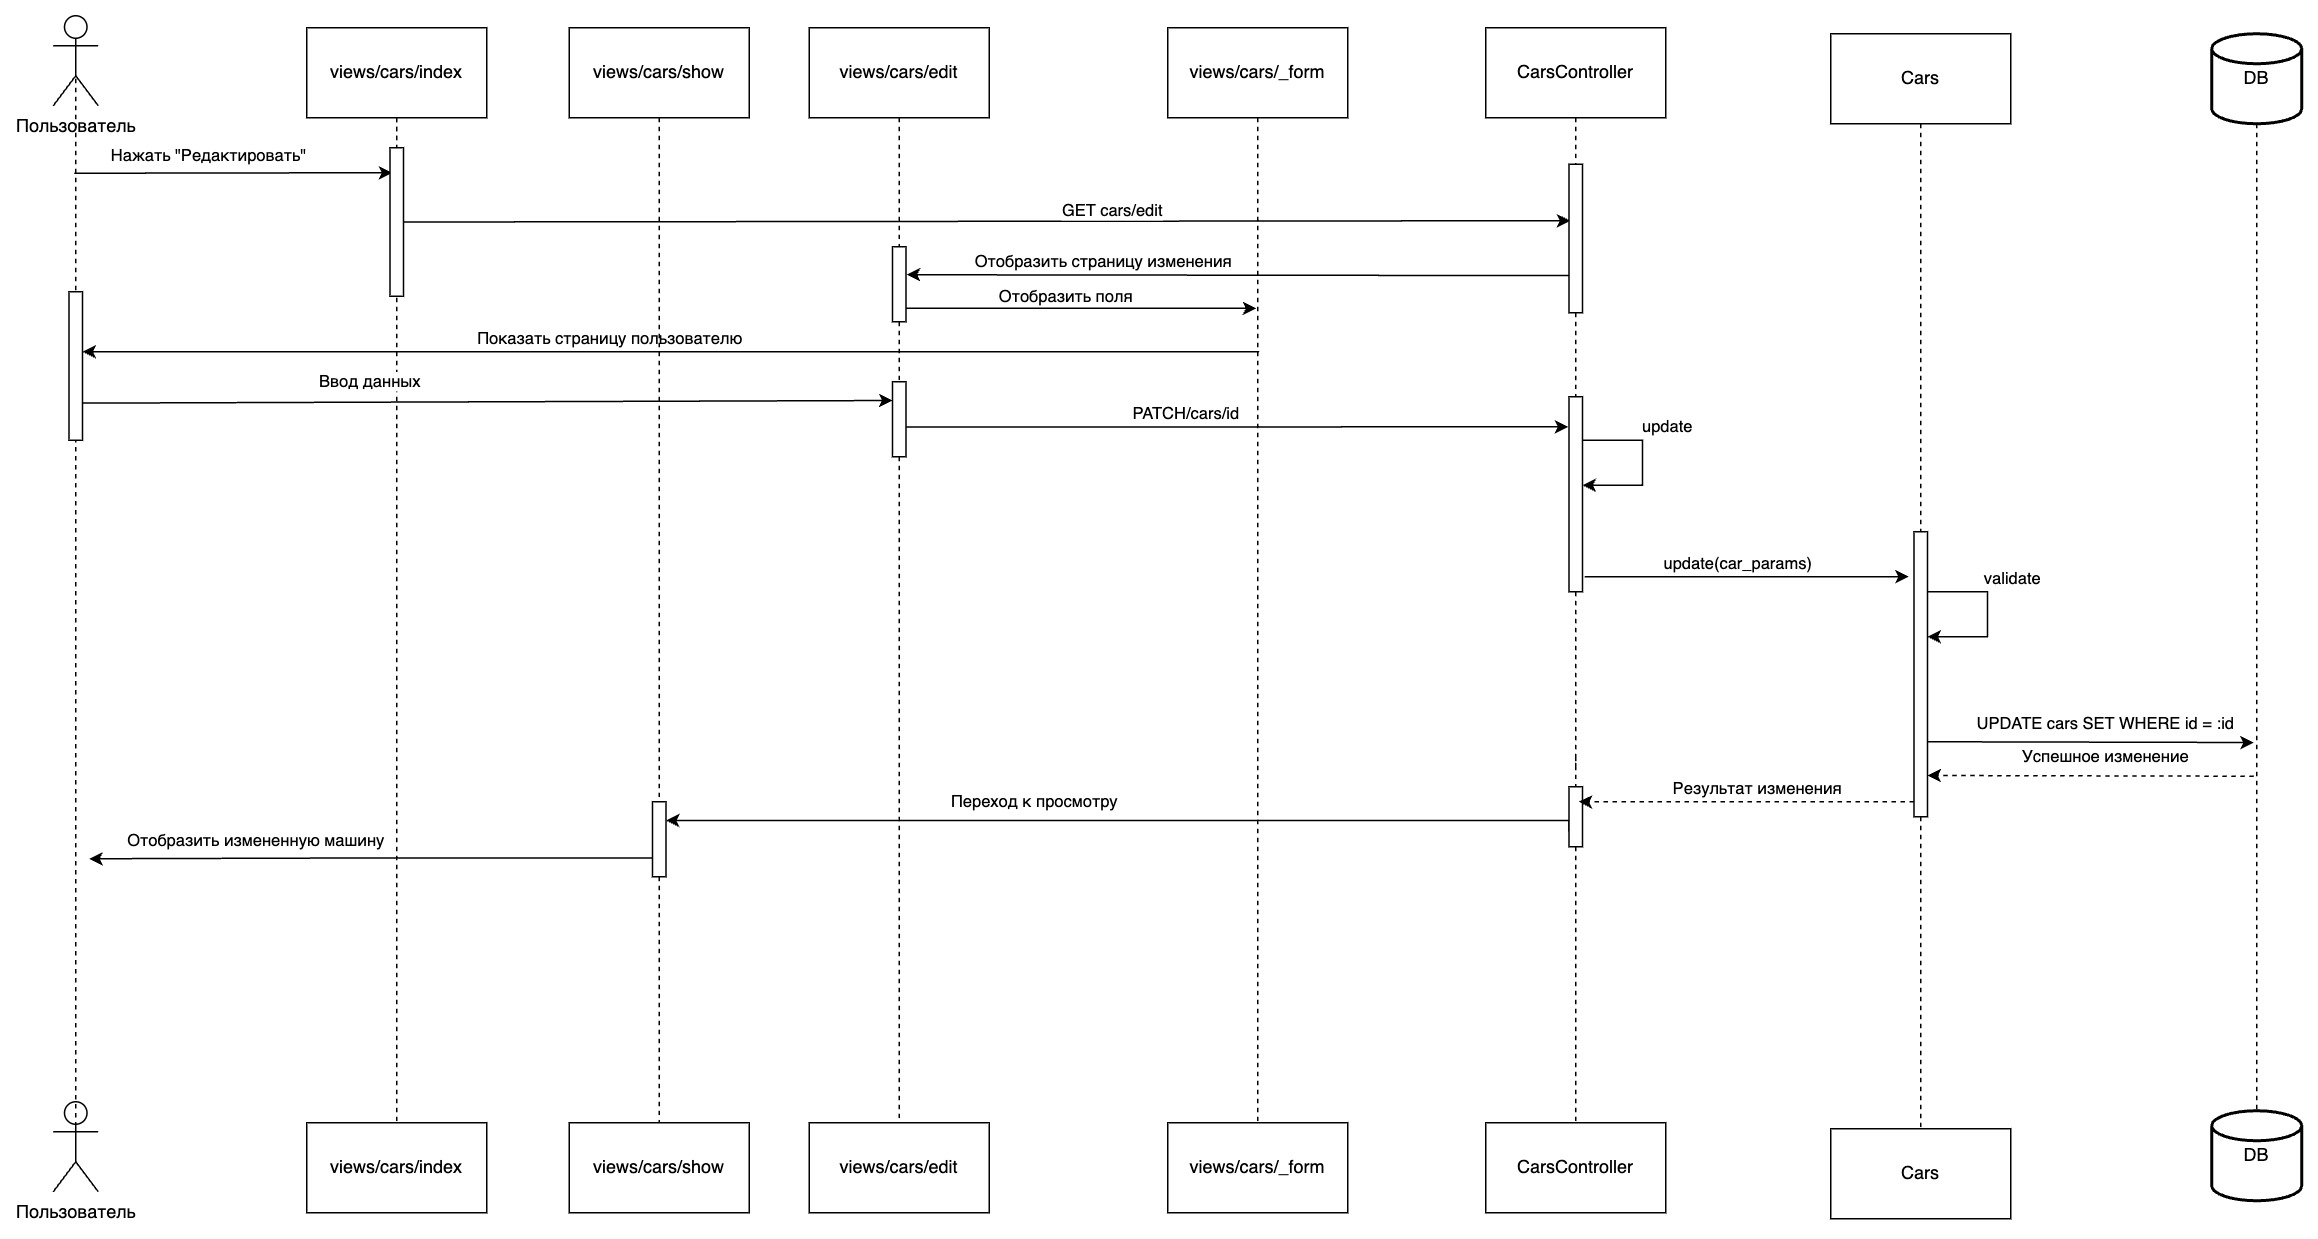 views/cars/index
views/cars/show
views/cars/edit
views/cars/_form
CarsController
Cars
DB
Пользователь
Нажать "Редактировать"
GET cars/edit
Отобразить страницу изменения
Отобразить поля
Показать страницу пользователю
Ввод данных
PATCH/cars/id
update
update(car_params)
validate
UPDATE cars SET WHERE id = :id
Успешное изменение
Результат изменения
Переход к просмотру
Отобразить измененную машину
views/cars/index
views/cars/show
views/cars/edit
views/cars/_form
CarsController
Cars
DB
Пользователь